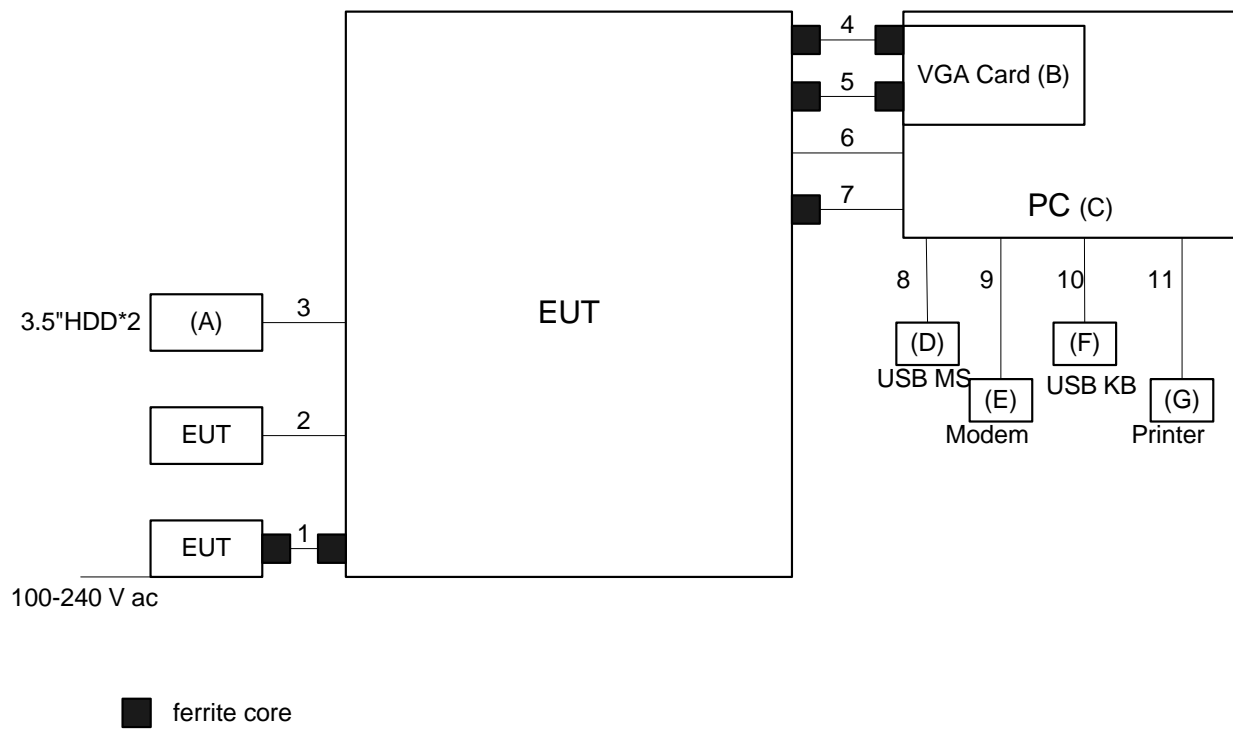 4
VGA Card (B)
5
6
7
PC (C)
8
9
10
11
3.5"HDD*2
(A)
3
EUT
(D)
USB MS
(F)
USB KB
(E)
Modem
(G)
Printer
EUT
2
EUT
1
100-240 V ac
ferrite core